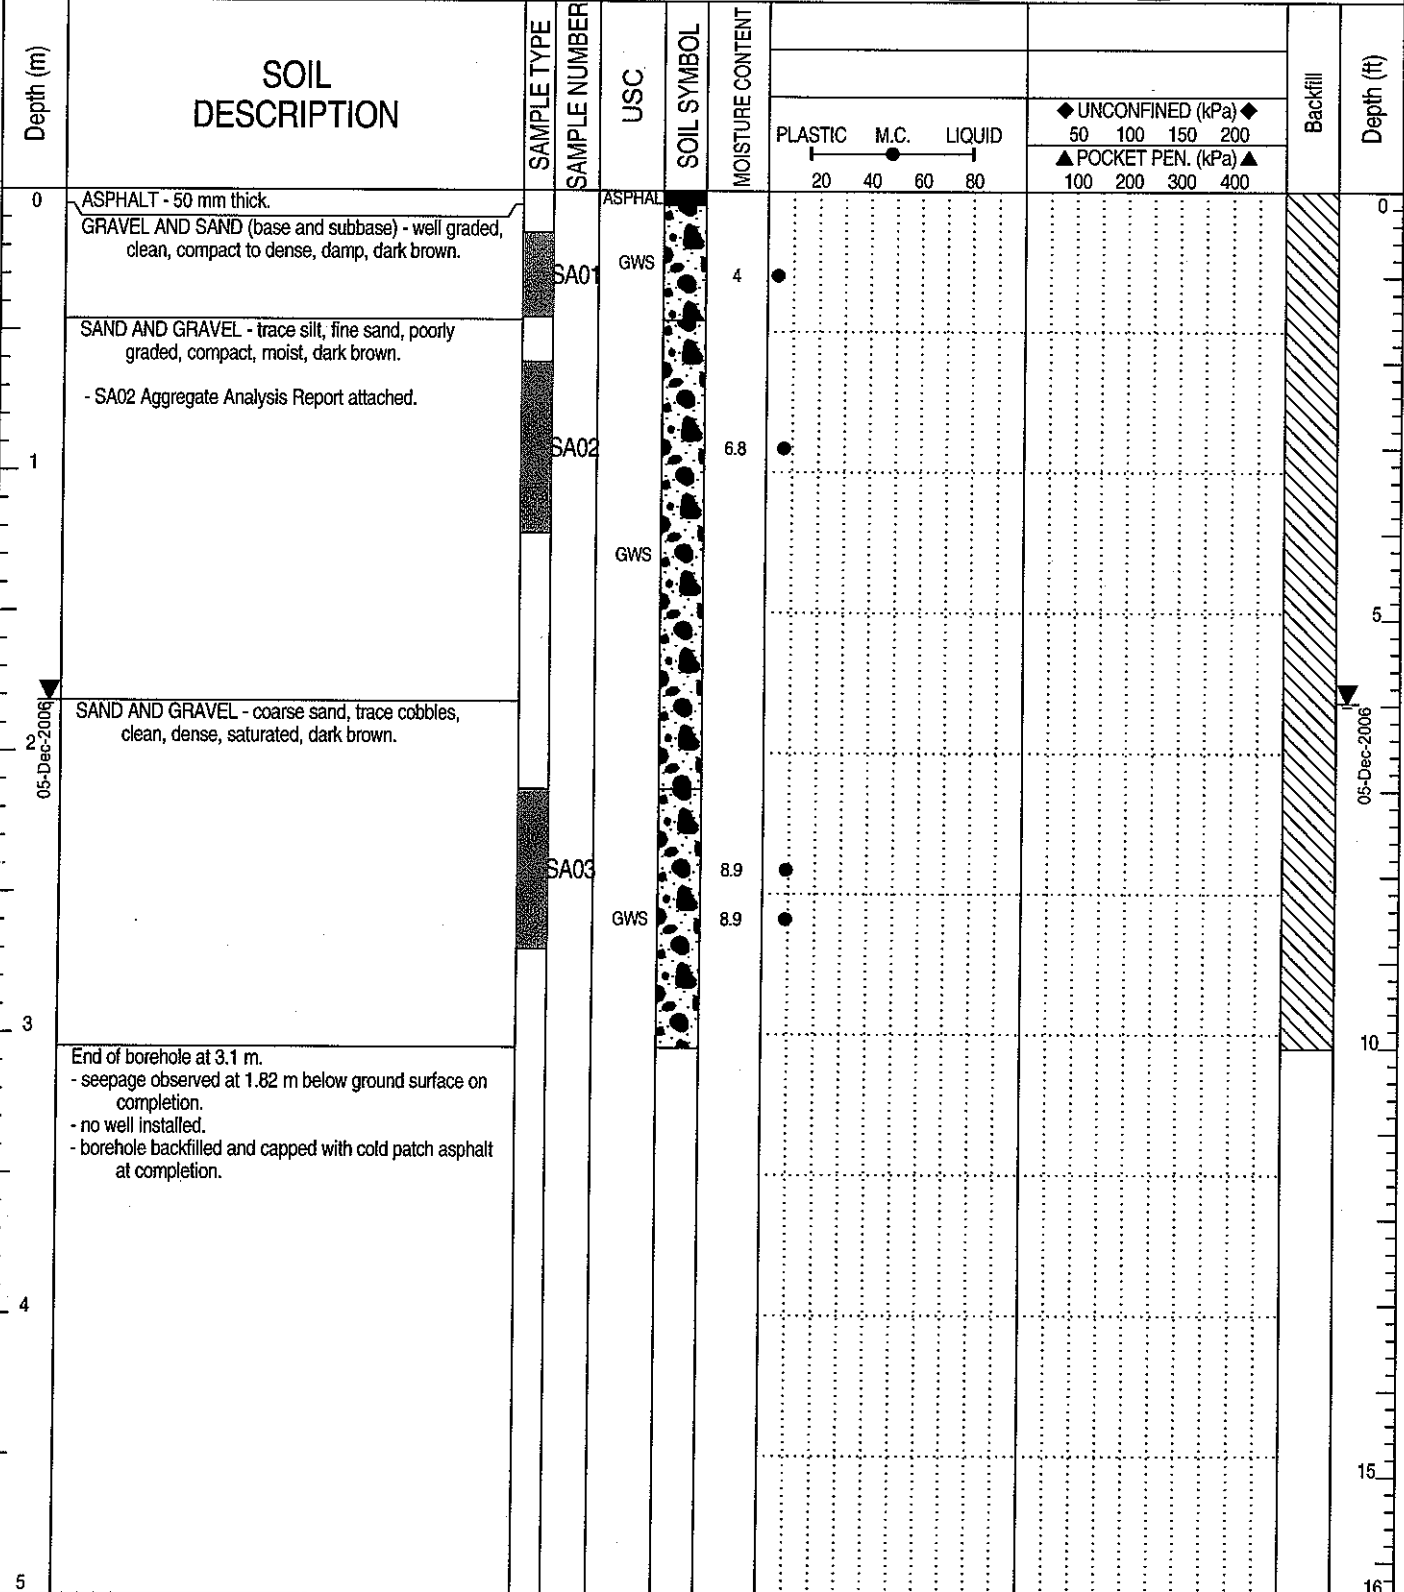 Depth (m)
SOIL
DESCRIPTION
SAMPLE TYPE
SAMPLE NUMBER
USC
SOIL SYMBOL
MOISTURE CONTENT
PLASTIC M.C. LIQUID
20 40 60 80
◆ UNCONFINED (kPa) ◆
50 100 150 200
▲ POCKET PEN. (kPa) ▲
100 200 300 400
Backfill
Depth (ft)
0
ASPHALT - 50 mm thick.
ASPHAL
0
GRAVEL AND SAND (base and subbase) - well graded,
clean, compact to dense, damp, dark brown.
SA01
GWS
4
SAND AND GRAVEL - trace silt, fine sand, poorly
graded, compact, moist, dark brown.
- SA02 Aggregate Analysis Report attached.
SA02
6.8
1
GWS
5
05-Dec-2006
SAND AND GRAVEL - coarse sand, trace cobbles,
clean, dense, saturated, dark brown.
05-Dec-2006
2
SA03
8.9
GWS
8.9
3
10
End of borehole at 3.1 m.
- seepage observed at 1.82 m below ground surface on
completion.
- no well installed.
- borehole backfilled and capped with cold patch asphalt
at completion.
4
15
5
16